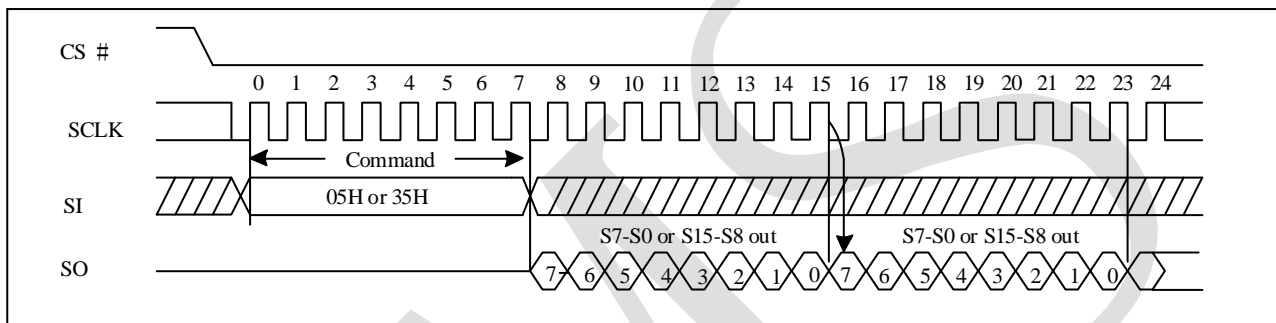 CS #
0 1 2 3 4 5 6 7 8 9 10 11 12 13 14 15 16 17 18 19 20 21 22 23 24
SCLK
Command
SI
05H or 35H
S7-S0 or S15-S8 out S7-S0 or S15-S8 out
SO
7 6 5 4 3 2 1 0 7 6 5 4 3 2 1 0